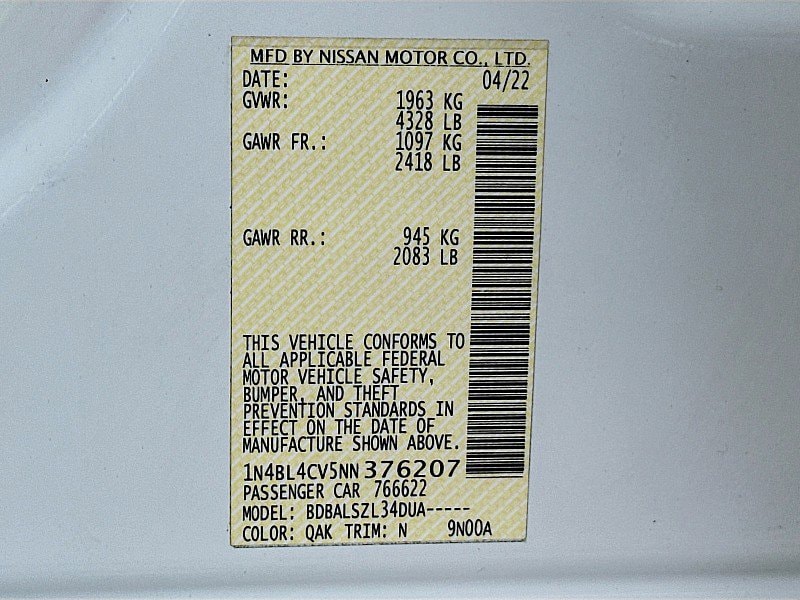 MFD BY NISSAN MOTOR CO., LTD.
DATE: 04/22
GVWR: 1963 KG
4328 LB
GAWR FR.: 1097 KG
2418 LB
GAWR RR.: 945 KG
2083 LB
THIS VEHICLE CONFORMS TO
ALL APPLICABLE FEDERAL
MOTOR VEHICLE SAFETY,
BUMPER, AND THEFT
PREVENTION STANDARDS IN
EFFECT ON THE DATE OF
MANUFACTURE SHOWN ABOVE.
1N4BL4CV5NN376207
PASSENGER CAR 766622
MODEL: BDBALSZL34DUA-----
COLOR: QAK TRIM: N 9N00A